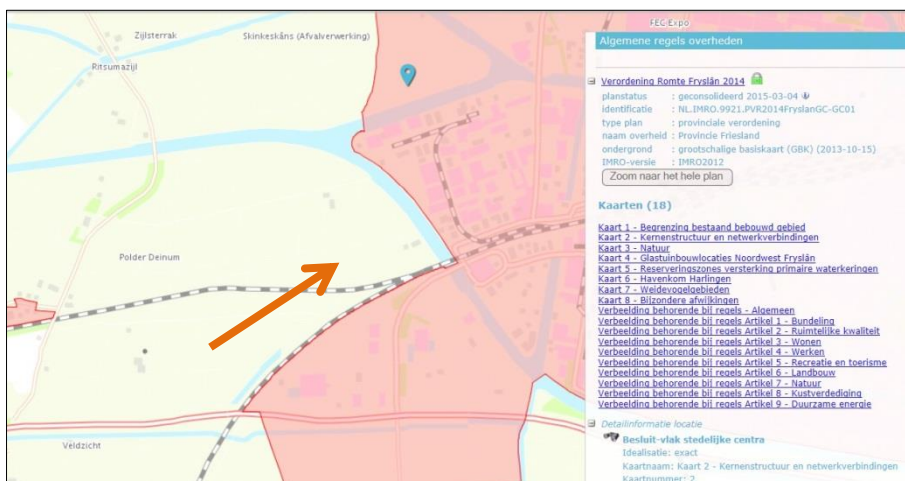 FEC-Expo
Zijlsterrak
Skinkeskâns (Afvalverwerking)
Ritsumazijl
Polder Deinum
Veldzicht
Algemene regels overheden
Verordening Romte Fryslân 2014
planstatus : geconsolideerd 2015-03-04
identificatie : NL.IMRO.9921.PVR2014FryslanGC-GC01
type plan : provinciale verordening
naam overheid : Provincie Friesland
ondergrond : grootschalige basiskaart (GBK) (2013-10-15)
IMRO-versie : IMRO2012
Zoom naar het hele plan
Kaarten (18)
Kaart 1 - Begrenzing bestaand bebouwd gebied
Kaart 2 - Kernenstructuur en netwerkverbindingen
Kaart 3 - Natuur
Kaart 4 - Glastuinbouwlocaties Noordwest Fryslân
Kaart 5 - Reserveringszones versterking primaire waterkeringen
Kaart 6 - Havenkom Harlingen
Kaart 7 - Weidevogelgebieden
Kaart 8 - Bijzondere afwijkingen
Verbeelding behorende bij regels - Algemeen
Verbeelding behorende bij regels Artikel 1 - Bundeling
Verbeelding behorende bij regels Artikel 2 - Ruimtelijke kwaliteit
Verbeelding behorende bij regels Artikel 3 - Wonen
Verbeelding behorende bij regels Artikel 4 - Werken
Verbeelding behorende bij regels Artikel 5 - Recreatie en toerisme
Verbeelding behorende bij regels Artikel 6 - Landbouw
Verbeelding behorende bij regels Artikel 7 - Natuur
Verbeelding behorende bij regels Artikel 8 - Kustverdediging
Verbeelding behorende bij regels Artikel 9 - Duurzame energie
Detailinformatie locatie
Besluit-vlak stedelijke centra
Idealisatie: exact
Kaartnaam: Kaart 2 - Kernenstructuur en netwerkverbindingen
Kaartnummer: 2